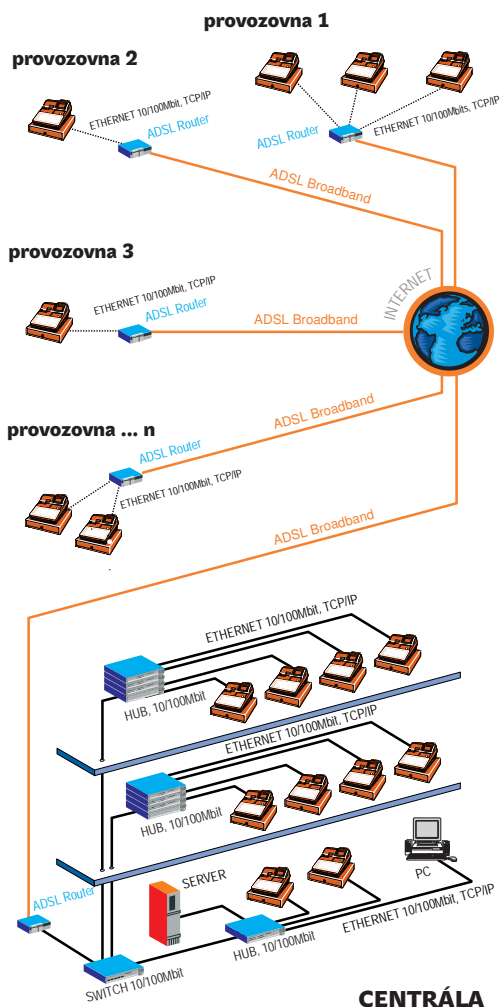 provozovna 1
provozovna 2
ETHERNET 10/100Mbit, TCP/IP
ADSL Router
ADSL Router
ETHERNET 10/100Mbits, TCP/IP
ADSL Broadband
provozovna 3
ETHERNET 10/100Mbit, TCP/IP
ADSL Router
ADSL Broadband
INTERNET
provozovna ... n
ADSL Router
ADSL Broadband
ETHERNET 10/100Mbit, TCP/IP
ADSL Broadband
ETHERNET 10/100Mbit, TCP/IP
HUB, 10/100Mbit
ETHERNET 10/100Mbit, TCP/IP
HUB, 10/100Mbit
SERVER
PC
ADSL Router
HUB, 10/100Mbit
ETHERNET 10/100Mbit, TCP/IP
SWITCH 10/100Mbit
CENTRÁLA